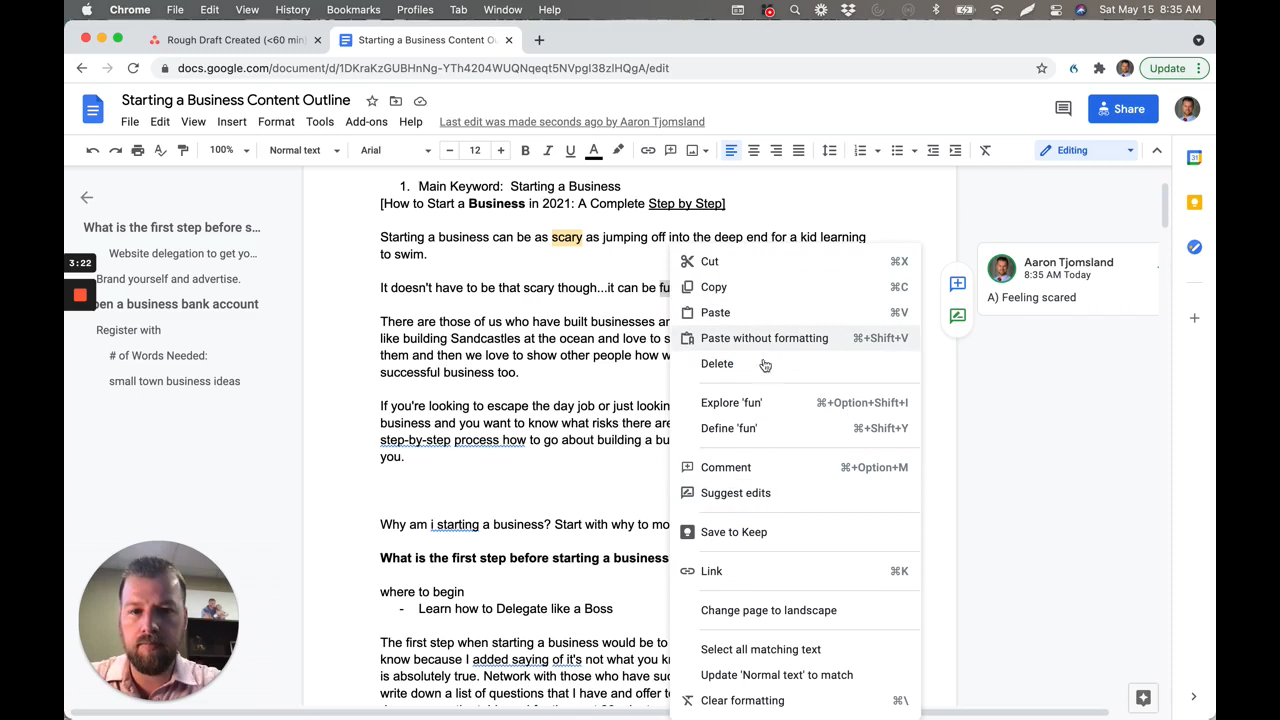 Chrome File Edit View History Bookmarks Profiles Tab Window Help Sat May 15 8:35 AM
Rough Draft Created (<60 min)
Starting a Business Content Ou
docs.google.com/document/d/1DKraKzGUBHnNg-YTh4204WUQNqeqt5NVpgI38zlHQgA/edit
Update
Starting a Business Content Outline
Share
File Edit View Insert Format Tools Add-ons Help Last edit was made seconds ago by Aaron Tjomsland
100% Normal text Arial 12 Editing
1. Main Keyword: Starting a Business
[How to Start a Business in 2021: A Complete Step by Step]
Starting a business can be as scary as jumping off into the deep end for a kid learning
to swim.
It doesn't have to be that scary though...it can be fu
There are those of us who have built businesses an
like building Sandcastles at the ocean and love to s
them and then we love to show other people how w
successful business too.
If you're looking to escape the day job or just lookin
business and you want to know what risks there are
step-by-step process how to go about building a bu
you.
Why am i starting a business? Start with why to mo
What is the first step before starting a business
where to begin
- Learn how to Delegate like a Boss
The first step when starting a business would be to
know because I added saying of it's not what you k
is absolutely true. Network with those who have suc
write down a list of questions that I have and offer to
What is the first step before s...
Website delegation to get yo...
Brand yourself and advertise.
pen a business bank account
Register with
# of Words Needed:
small town business ideas
3:22
Cut ⌘X
Copy ⌘C
Paste ⌘V
Paste without formatting ⌘+Shift+V
Delete
Explore 'fun' ⌘+Option+Shift+I
Define 'fun' ⌘+Shift+Y
Comment ⌘+Option+M
Suggest edits
Save to Keep
Link ⌘K
Change page to landscape
Select all matching text
Update 'Normal text' to match
Clear formatting ⌘\
Aaron Tjomsland
8:35 AM Today
A) Feeling scared
31